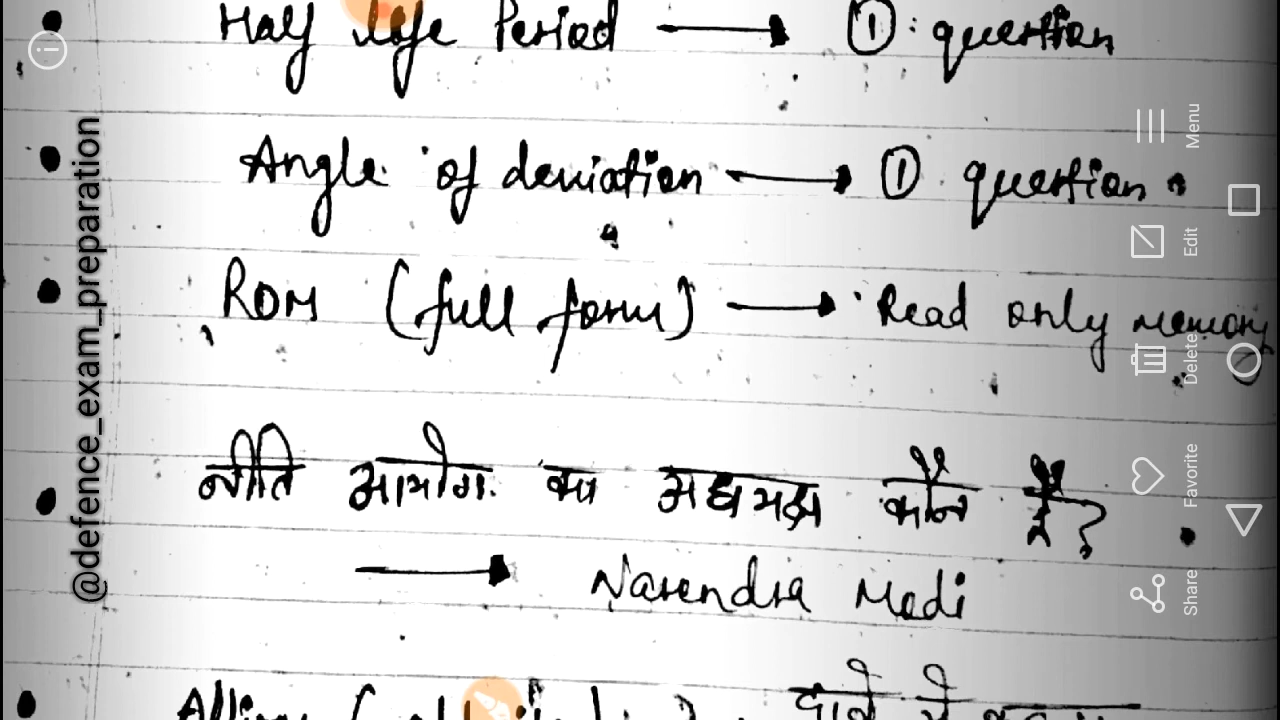 Half life Period → ① question
Angle of deviation → ① question
ROM (full form) → Read only memory
नीति आयोग का अध्यक्ष कौन है?
→ Narendra Modi
@defence_exam_preparation
Menu
Edit
Delete
Favorite
Share